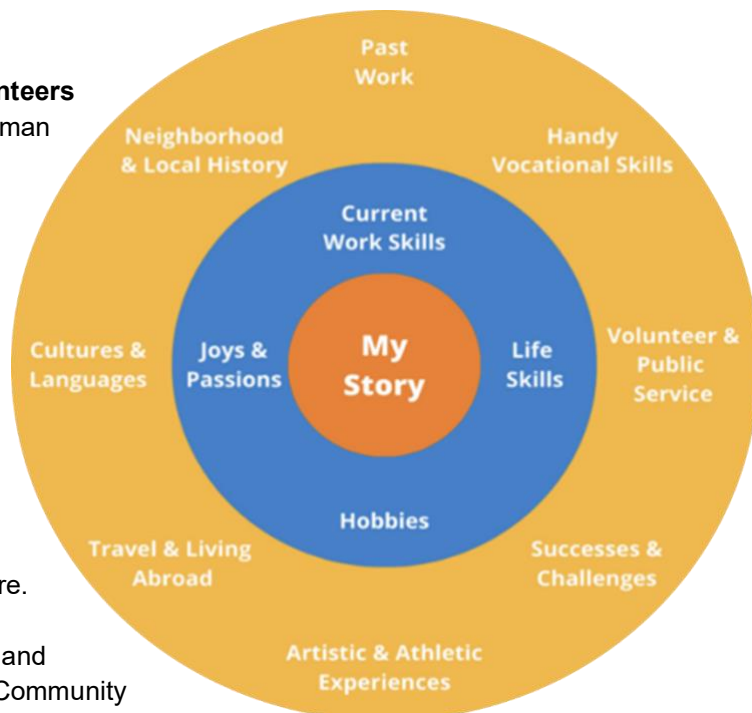 nteers
man
re.
and
Community
Past
Work
Neighborhood
& Local History
Handy
Vocational Skills
Current
Work Skills
Cultures &
Languages
Joys &
Passions
My
Story
Life
Skills
Volunteer &
Public
Service
Hobbies
Travel & Living
Abroad
Successes &
Challenges
Artistic & Athletic
Experiences